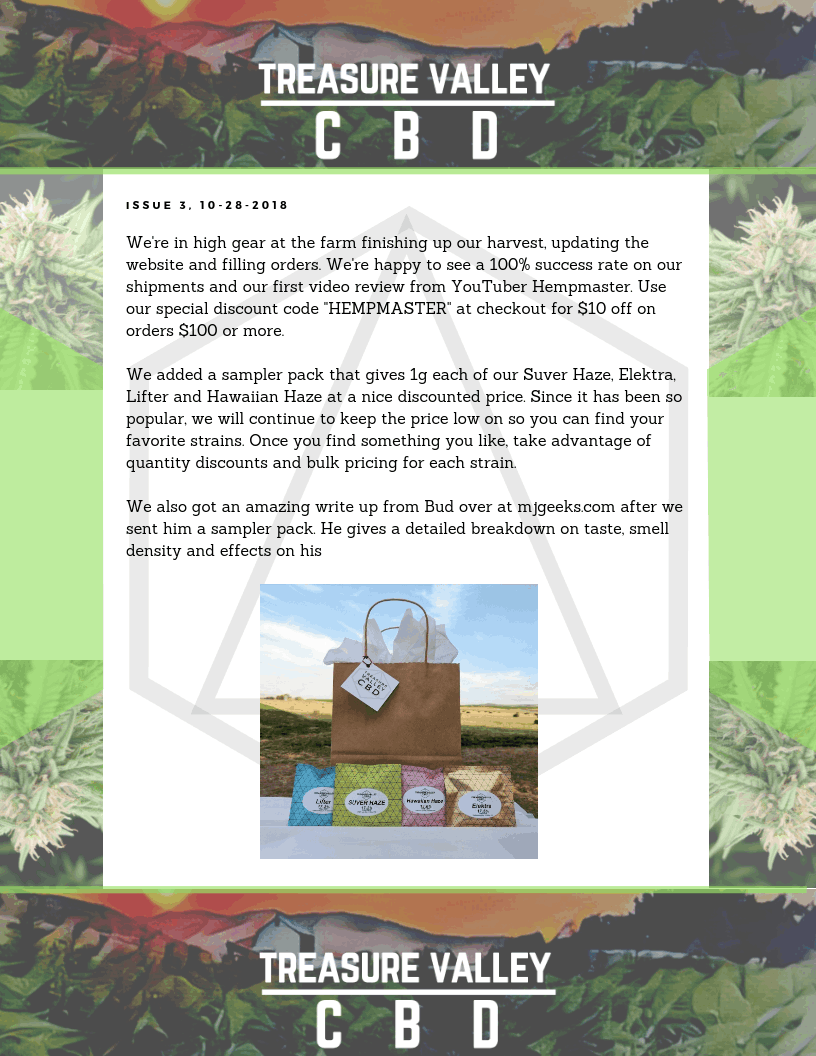 TREASURE VALLEY
CBD
ISSUE 3, 10-28-2018
We're in high gear at the farm finishing up our harvest, updating the
website and filling orders. We're happy to see a 100% success rate on our
shipments and our first video review from YouTuber Hempmaster. Use
our special discount code "HEMPMASTER" at checkout for $10 off on
orders $100 or more.
We added a sampler pack that gives 1g each of our Suver Haze, Elektra,
Lifter and Hawaiian Haze at a nice discounted price. Since it has been so
popular, we will continue to keep the price low on so you can find your
favorite strains. Once you find something you like, take advantage of
quantity discounts and bulk pricing for each strain.
We also got an amazing write up from Bud over at mjgeeks.com after we
sent him a sampler pack. He gives a detailed breakdown on taste, smell
density and effects on his
TREASURE
VALLEY
CBD
Lifter
SUVER HAZE
Hawaiian Haze
Elektra
TREASURE VALLEY
CBD